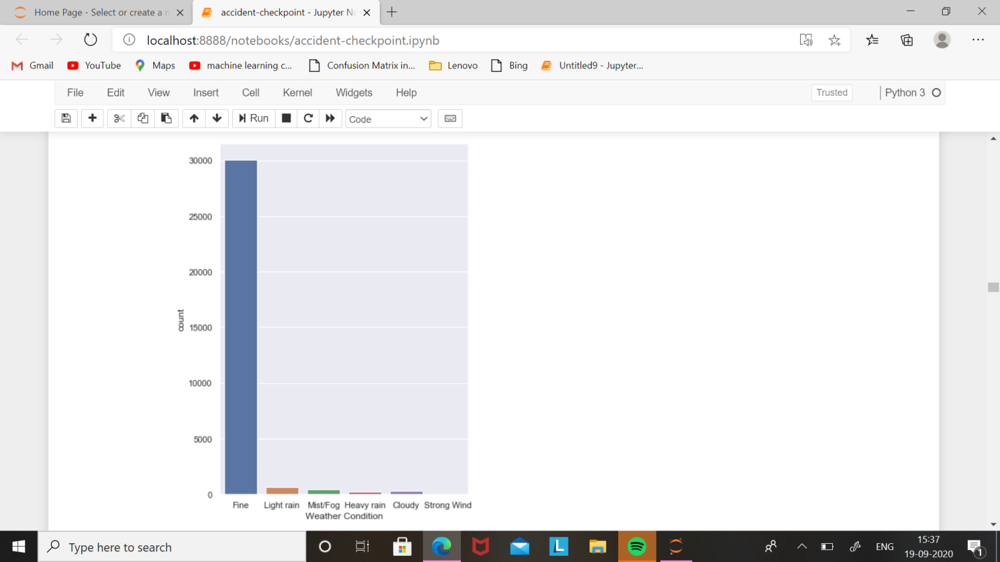 Home Page - Select or create a n
accident-checkpoint - Jupyter No
localhost:8888/notebooks/accident-checkpoint.ipynb
Gmail YouTube Maps machine learning c... Confusion Matrix in... Lenovo Bing Untitled9 - Jupyter...
File Edit View Insert Cell Kernel Widgets Help Trusted Python 3
Run Code
30000
25000
20000
15000
10000
5000
0
count
Fine Light rain Mist/Fog Heavy rain Cloudy Strong Wind
Weather Condition
Type here to search
L
ENG
15:37
19-09-2020
1